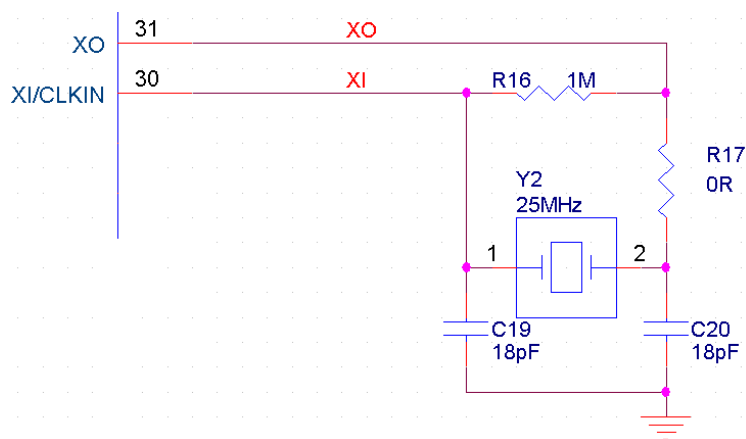 XO 31 XO
XI/CLKIN 30 XI R16 1M
R17
0R
Y2
25MHz
1 2
C19 C20
18pF 18pF